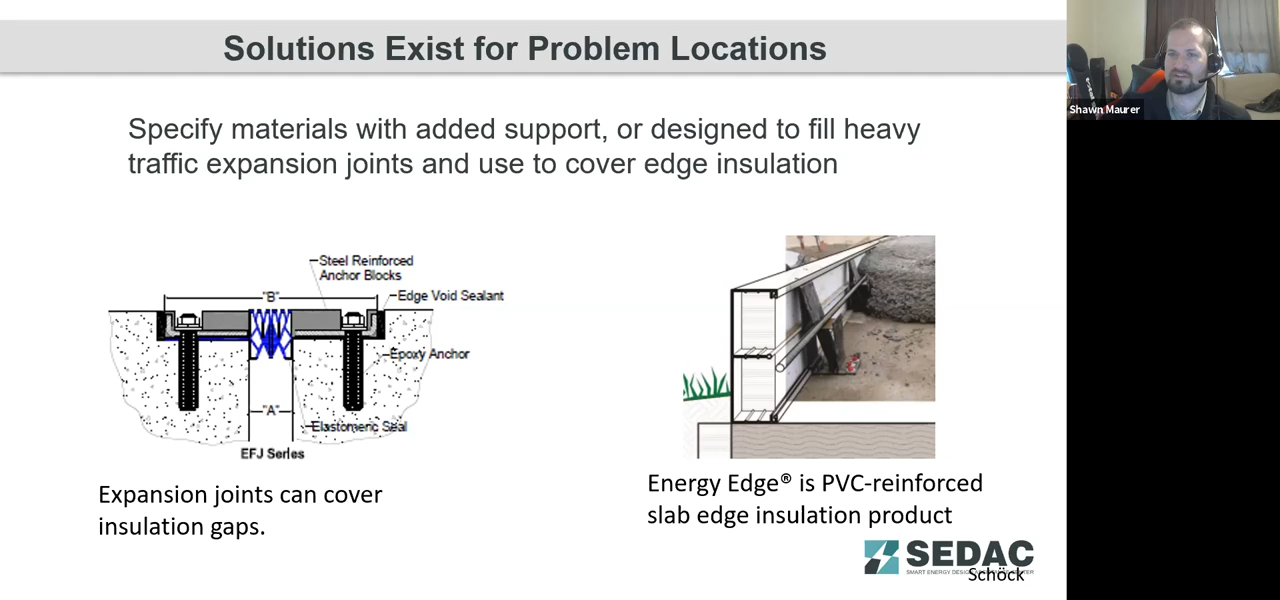 Solutions Exist for Problem Locations
Shawn Maurer
Specify materials with added support, or designed to fill heavy
traffic expansion joints and use to cover edge insulation
Steel Reinforced
Anchor Blocks
"B"
Edge Void Sealant
Epoxy Anchor
"A"
Elastomeric Seal
EFJ Series
Expansion joints can cover
insulation gaps.
Energy Edge® is PVC-reinforced
slab edge insulation product
SEDAC
SMART ENERGY DESIGN
Schöck